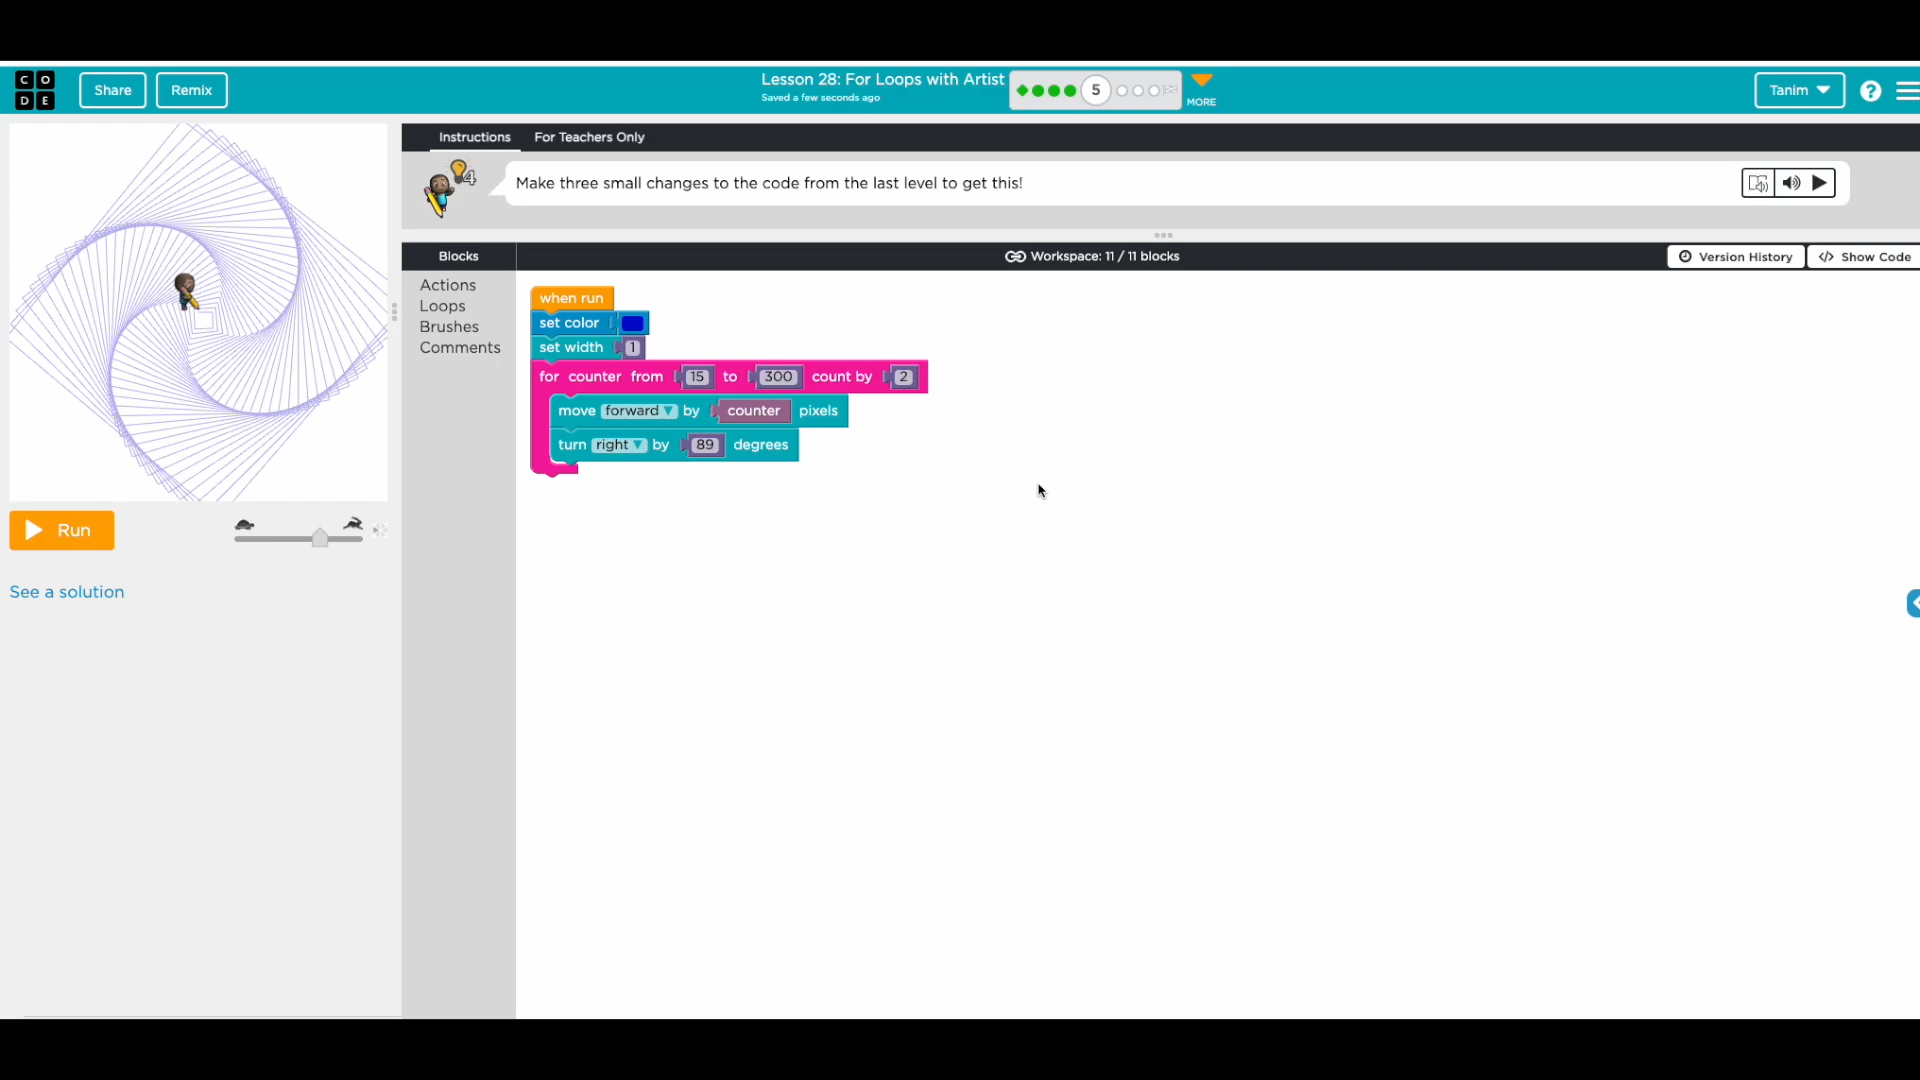 C O
D E
Share
Remix
Lesson 28: For Loops with Artist
Saved a few seconds ago
5
MORE
Tanim
?
Instructions
For Teachers Only
4
Make three small changes to the code from the last level to get this!
Blocks
Workspace: 11 / 11 blocks
Version History
</> Show Code
Actions
Loops
Brushes
Comments
when run
set color
set width 1
for counter from 15 to 300 count by 2
move forward by counter pixels
turn right by 89 degrees
Run
See a solution